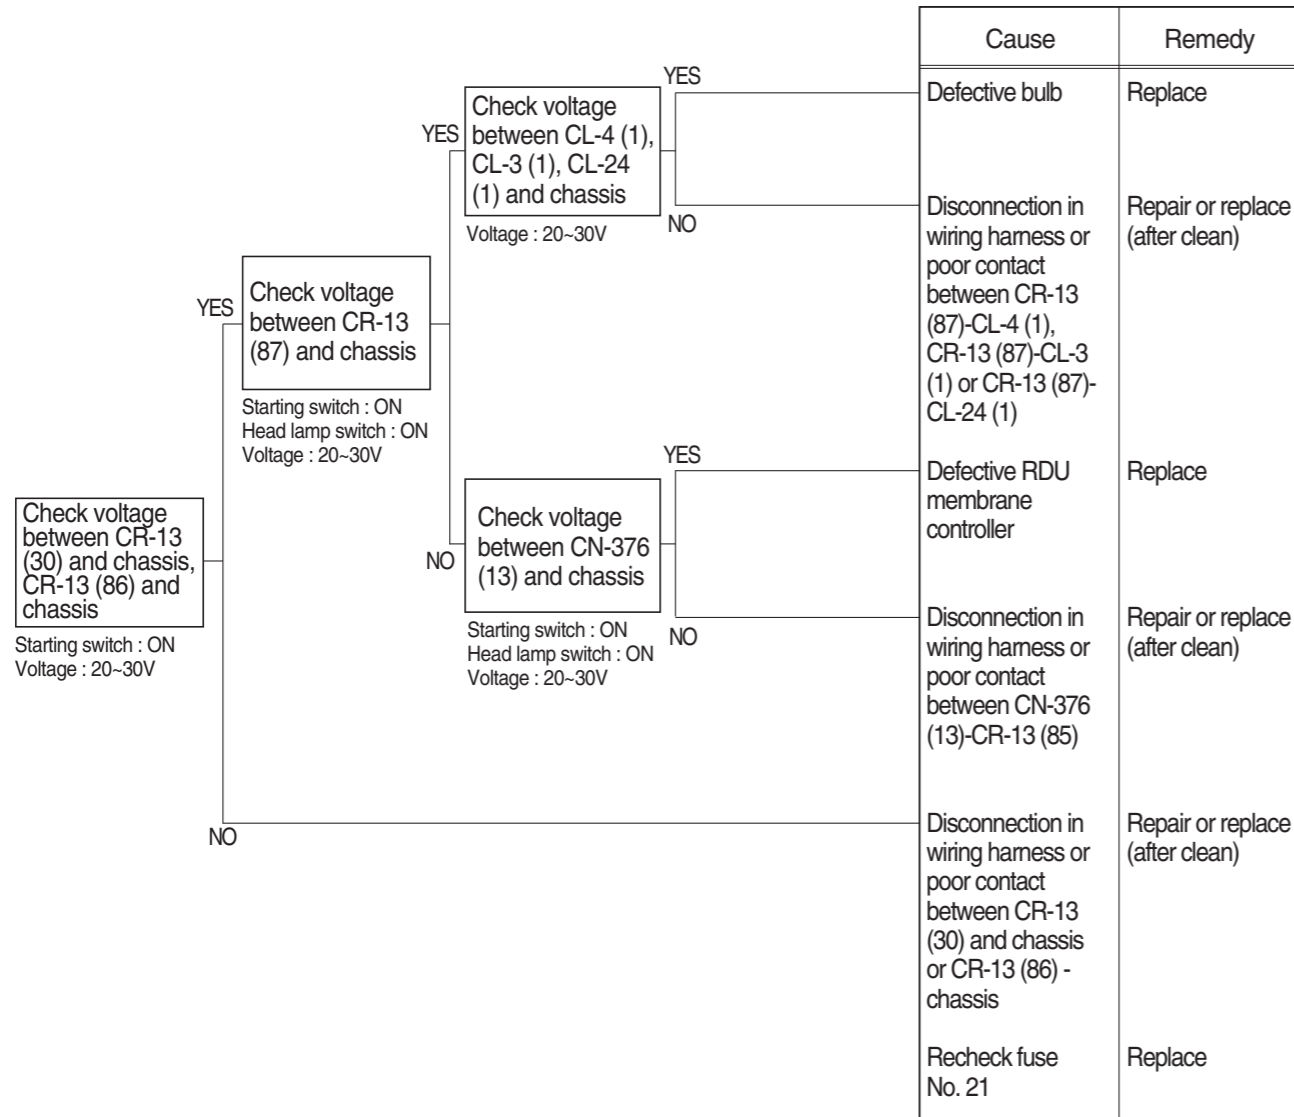 Cause
Remedy
YES
Defective bulb
Replace
Check voltage
between CL-4 (1),
CL-3 (1), CL-24
(1) and chassis
YES
Voltage : 20~30V
NO
Disconnection in
wiring harness or
poor contact
between CR-13
(87)-CL-4 (1),
CR-13 (87)-CL-3
(1) or CR-13 (87)-
CL-24 (1)
Repair or replace
(after clean)
YES
Check voltage
between CR-13
(87) and chassis
Starting switch : ON
Head lamp switch : ON
Voltage : 20~30V
YES
Defective RDU
membrane
controller
Replace
Check voltage
between CR-13
(30) and chassis,
CR-13 (86) and
chassis
Starting switch : ON
Voltage : 20~30V
NO
Check voltage
between CN-376
(13) and chassis
Starting switch : ON
Head lamp switch : ON
Voltage : 20~30V
NO
Disconnection in
wiring harness or
poor contact
between CN-376
(13)-CR-13 (85)
Repair or replace
(after clean)
NO
Disconnection in
wiring harness or
poor contact
between CR-13
(30) and chassis
or CR-13 (86) -
chassis
Repair or replace
(after clean)
Recheck fuse
No. 21
Replace